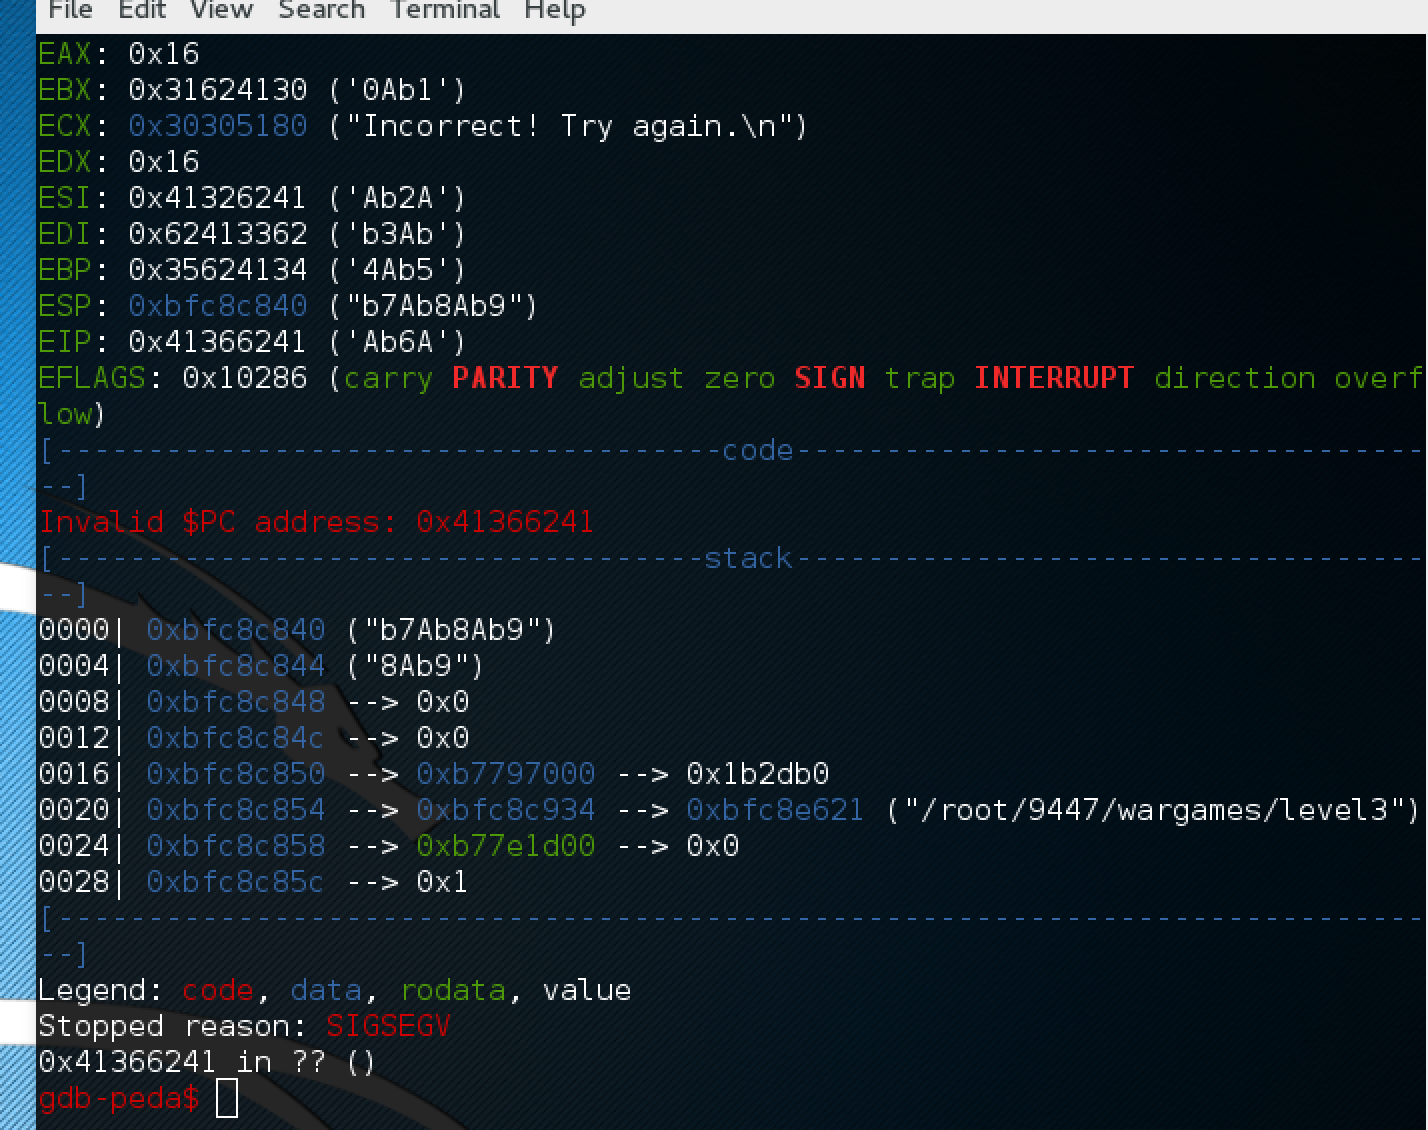 File Edit View Search Terminal Help
EAX: 0x16
EBX: 0x31624130 ('0Ab1')
ECX: 0x30305180 ("Incorrect! Try again.\n")
EDX: 0x16
ESI: 0x41326241 ('Ab2A')
EDI: 0x62413362 ('b3Ab')
EBP: 0x35624134 ('4Ab5')
ESP: 0xbfc8c840 ("b7Ab8Ab9")
EIP: 0x41366241 ('Ab6A')
EFLAGS: 0x10286 (carry PARITY adjust zero SIGN trap INTERRUPT direction overf
low)
[-------------------------------------code-----------------------------------
--]
Invalid $PC address: 0x41366241
[------------------------------------stack-----------------------------------
--]
0000| 0xbfc8c840 ("b7Ab8Ab9")
0004| 0xbfc8c844 ("8Ab9")
0008| 0xbfc8c848 --> 0x0
0012| 0xbfc8c84c --> 0x0
0016| 0xbfc8c850 --> 0xb7797000 --> 0x1b2db0
0020| 0xbfc8c854 --> 0xbfc8c934 --> 0xbfc8e621 ("/root/9447/wargames/level3")
0024| 0xbfc8c858 --> 0xb77e1d00 --> 0x0
0028| 0xbfc8c85c --> 0x1
[----------------------------------------------------------------------------
--]
Legend: code, data, rodata, value
Stopped reason: SIGSEGV
0x41366241 in ?? ()
gdb-peda$